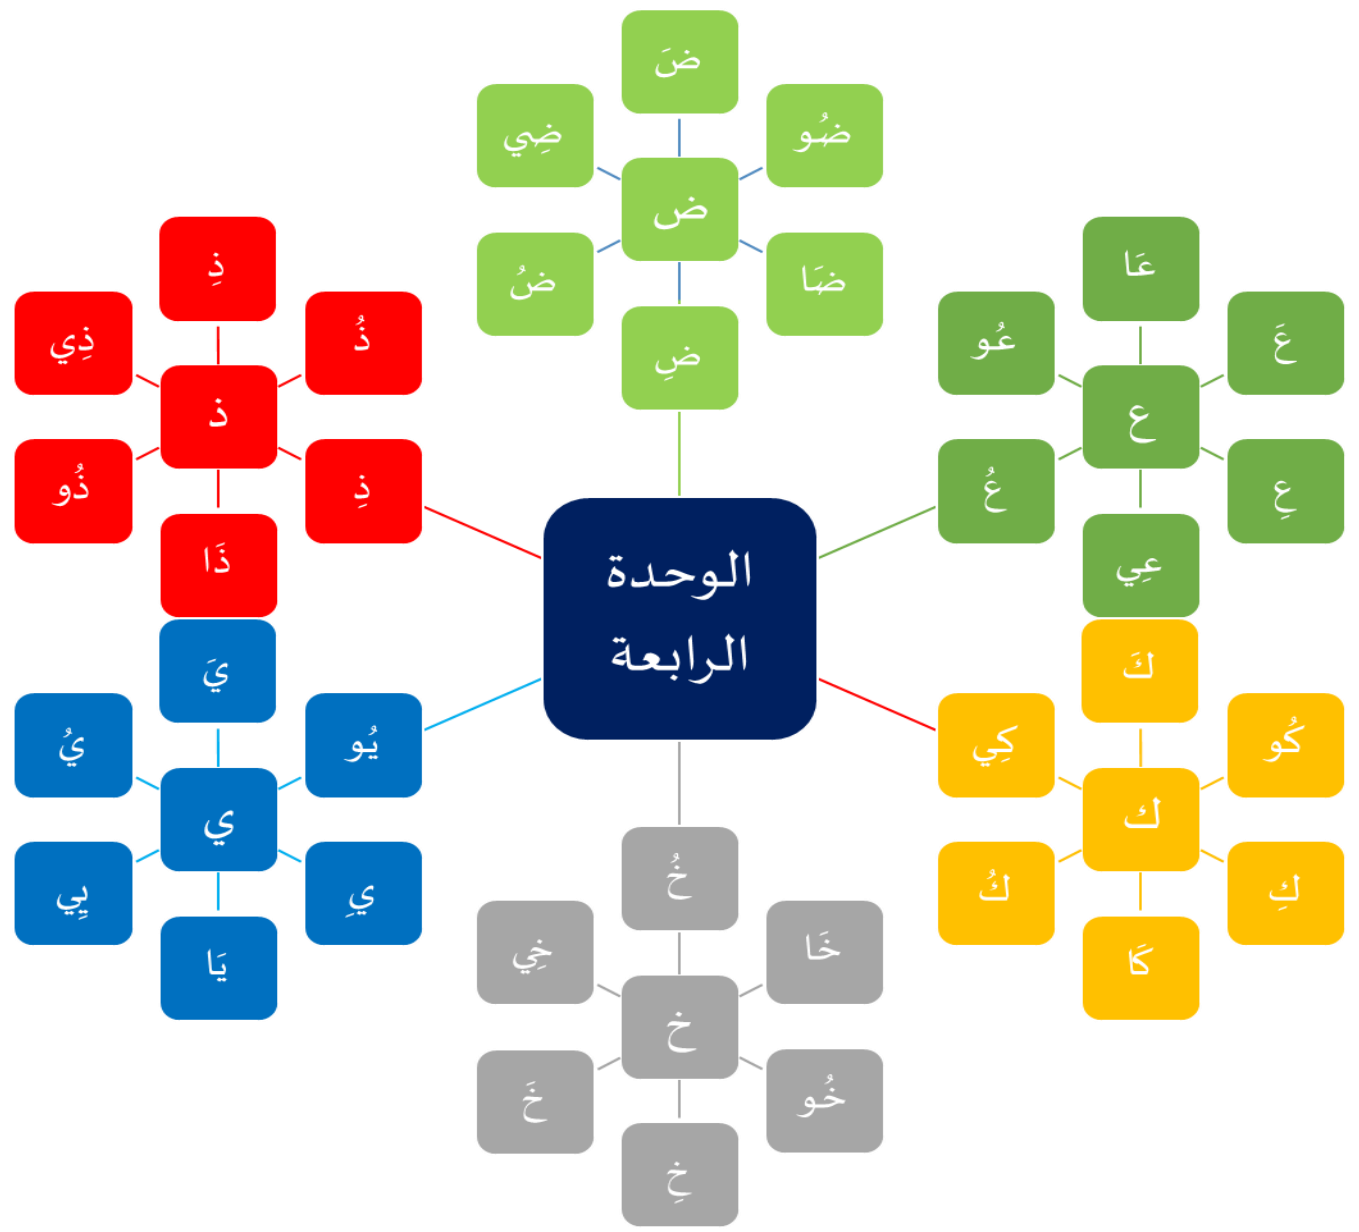 الوحدة
الرابعة
ض
ضَ
ضُو
ضَا
ضِ
ضُ
ضِي
ع
عَا
عَ
عِ
عِي
عُ
عُو
ك
كَ
كُو
كِ
كَا
كُ
كِي
خ
خُ
خَا
خُو
خِ
خَ
خِي
ي
يَ
يُو
يِ
يَا
يِي
يُ
ذ
ذِ
ذُ
ذِ
ذَا
ذُو
ذِي